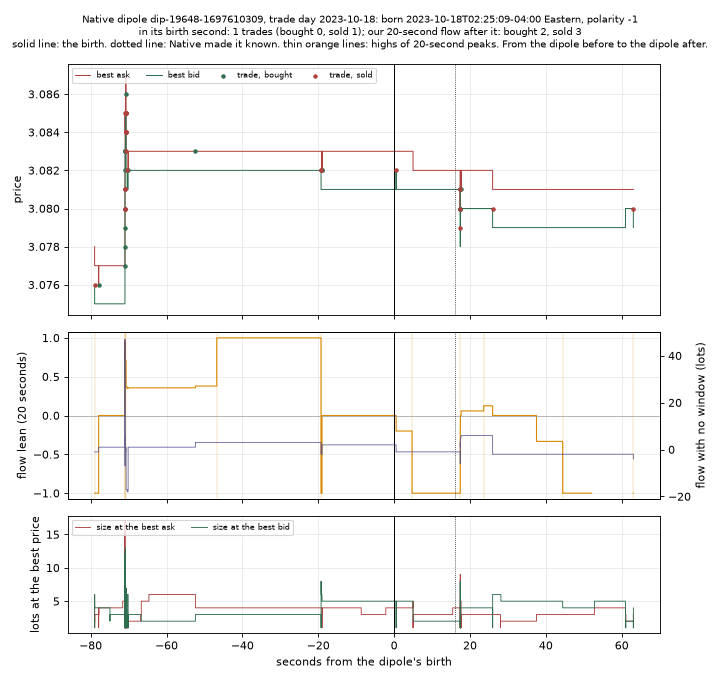 Native dipole dip-19648-1697610309, trade day 2023-10-18: born 2023-10-18T02:25:09-04:00 Eastern, polarity -1
in its birth second: 1 trades (bought 0, sold 1); our 20-second flow after it: bought 2, sold 3
solid line: the birth. dotted line: Native made it known. thin orange lines: highs of 20-second peaks. From the dipole before to the dipole after.
best ask
best bid
trade, bought
trade, sold
3.086
3.084
3.082
3.080
3.078
3.076
price
1.0
0.5
0.0
−0.5
−1.0
flow lean (20 seconds)
40
20
0
−20
flow with no window (lots)
size at the best ask
size at the best bid
15
10
5
lots at the best price
−80
−60
−40
−20
0
20
40
60
seconds from the dipole's birth